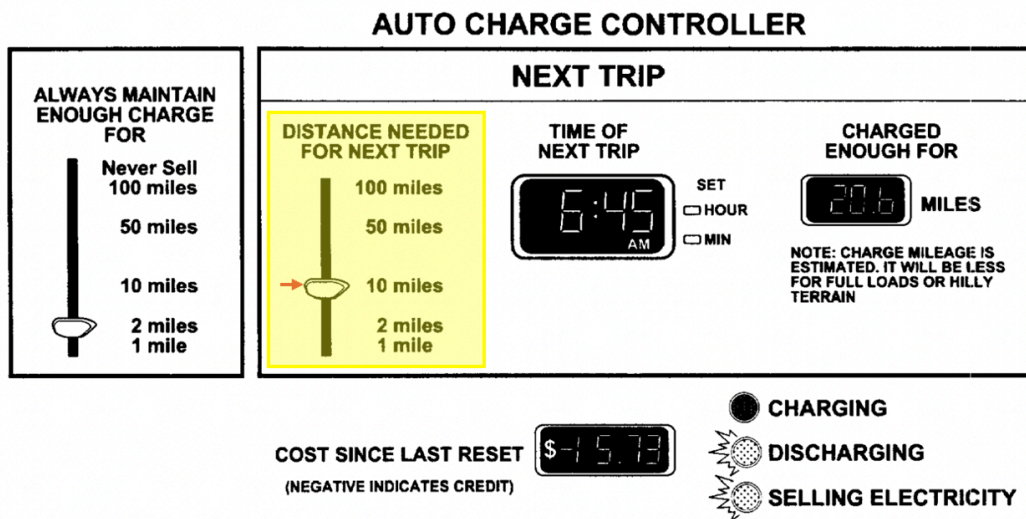 AUTO CHARGE CONTROLLER
ALWAYS MAINTAIN
ENOUGH CHARGE
FOR
Never Sell
100 miles
50 miles
10 miles
2 miles
1 mile
NEXT TRIP
DISTANCE NEEDED
FOR NEXT TRIP
100 miles
50 miles
10 miles
2 miles
1 mile
TIME OF
NEXT TRIP
6:45
AM
SET
HOUR
MIN
CHARGED
ENOUGH FOR
20.6 MILES
NOTE: CHARGE MILEAGE IS
ESTIMATED. IT WILL BE LESS
FOR FULL LOADS OR HILLY
TERRAIN
COST SINCE LAST RESET
(NEGATIVE INDICATES CREDIT)
$-15.73
CHARGING
DISCHARGING
SELLING ELECTRICITY